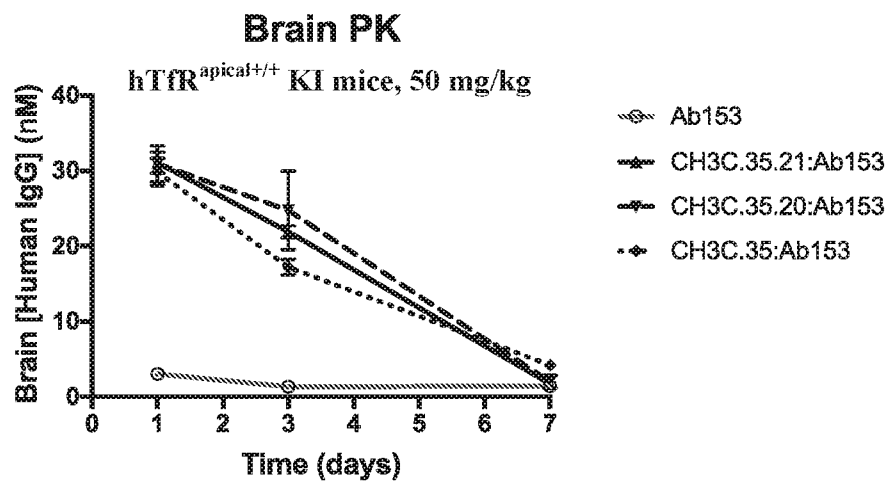 Brain PK
hTfR^apical+/+ KI mice, 50 mg/kg
Brain [Human IgG] (nM)
40
30
20
10
0
0 1 2 3 4 5 6 7
Time (days)
Ab153
CH3C.35.21:Ab153
CH3C.35.20:Ab153
CH3C.35:Ab153